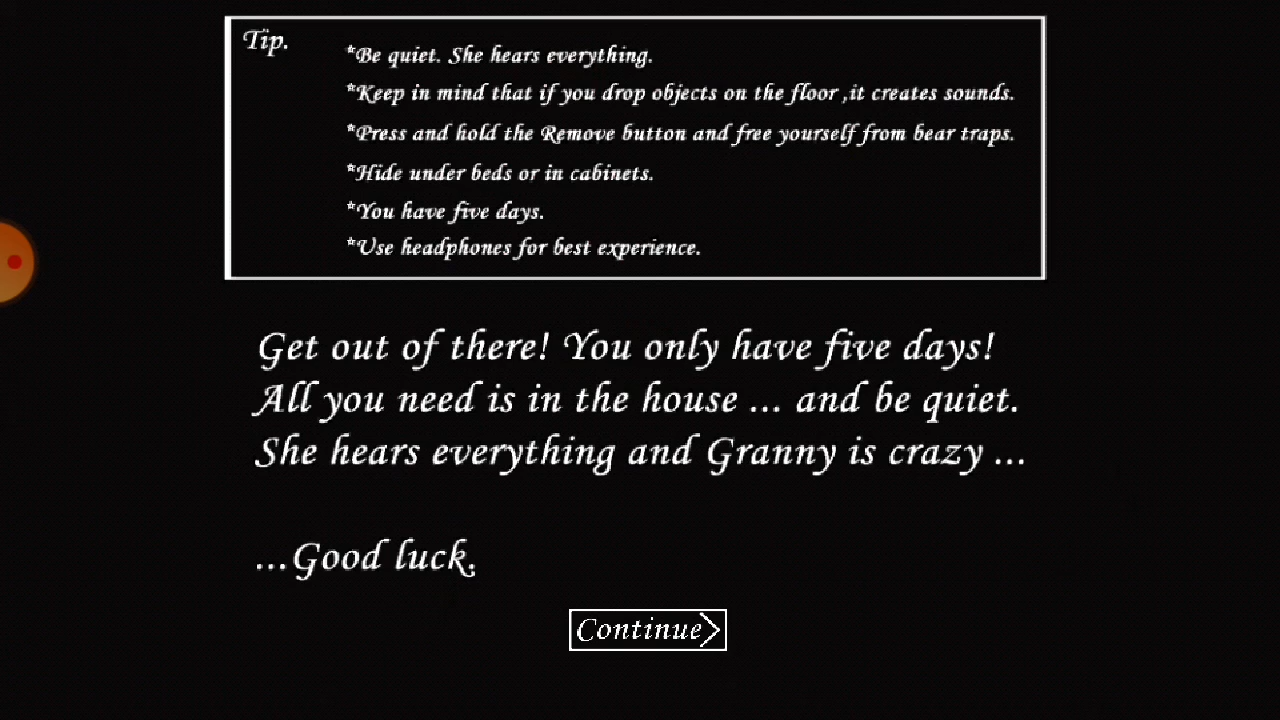 Tip.
*Be quiet. She hears everything.
*Keep in mind that if you drop objects on the floor ,it creates sounds.
*Press and hold the Remove button and free yourself from bear traps.
*Hide under beds or in cabinets.
*You have five days.
*Use headphones for best experience.
Get out of there! You only have five days!
All you need is in the house ... and be quiet.
She hears everything and Granny is crazy ...
...Good luck.
Continue